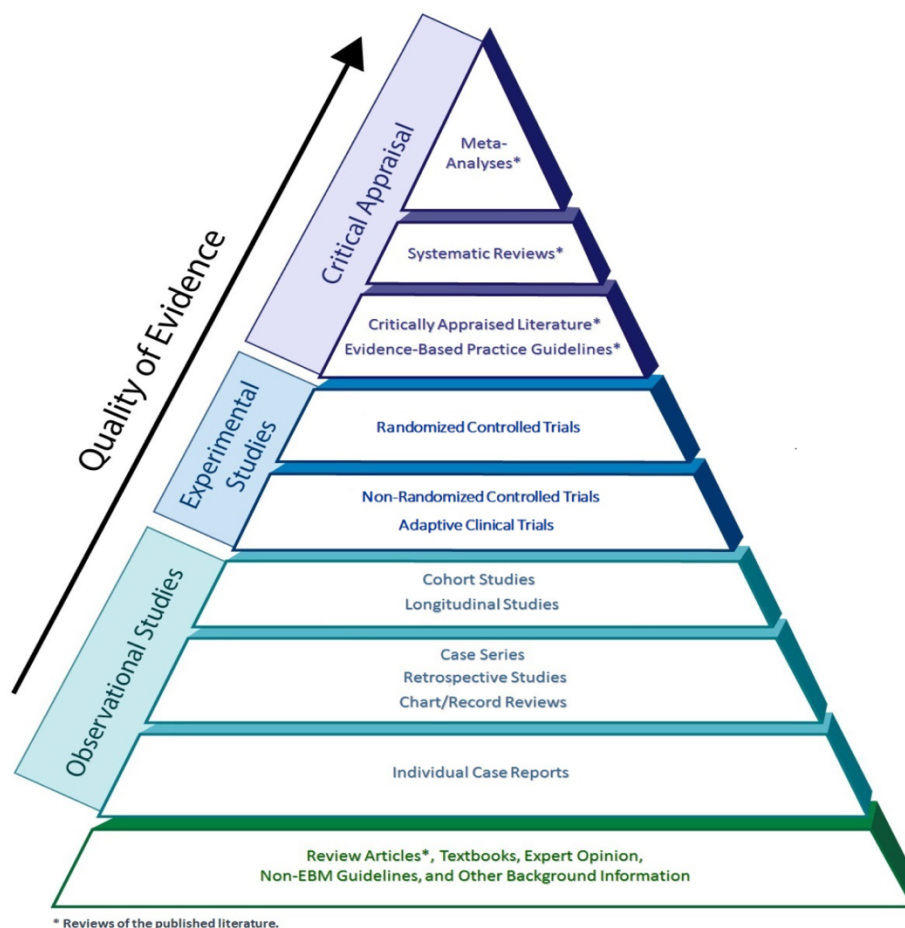 Quality of Evidence
Critical Appraisal
Meta-
Analyses*
Systematic Reviews*
Critically Appraised Literature*
Evidence-Based Practice Guidelines*
Experimental
Studies
Randomized Controlled Trials
Non-Randomized Controlled Trials
Adaptive Clinical Trials
Observational Studies
Cohort Studies
Longitudinal Studies
Case Series
Retrospective Studies
Chart/Record Reviews
Individual Case Reports
Review Articles*, Textbooks, Expert Opinion,
Non-EBM Guidelines, and Other Background Information
* Reviews of the published literature.